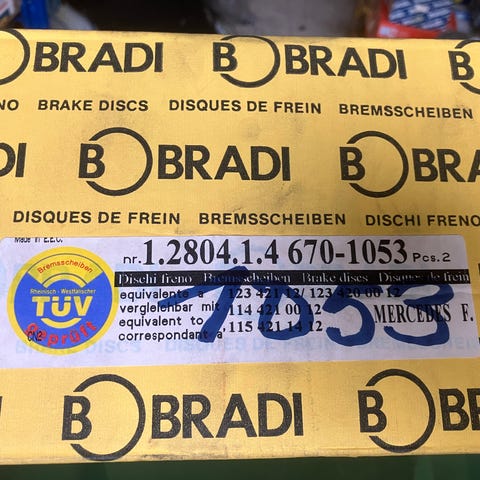 BRADI B BRADI B
NO BRAKE DISCS DISQUES DE FREIN BREMSSCHEIBEN
DI B BRADI B BRA
DISQUES DE FREIN BREMSSCHEIBEN DISCHI FRENO
Made in E.E.C.
nr. 1.2804.1.4 670-1053 Pcs.2
Bremsscheiben
Rheinisch - Westfälischer
TÜV
geprüft
CN2
Dischi freno Bremsscheiben Brake discs Disques de frein
equivalente a 123 421 12/ 123 420 00 12
vergleichbar mit 114 421 00 12 MERCEDES F.
equivalent to 115 421 14 12
correspondant a
1053
B BRADI B BR